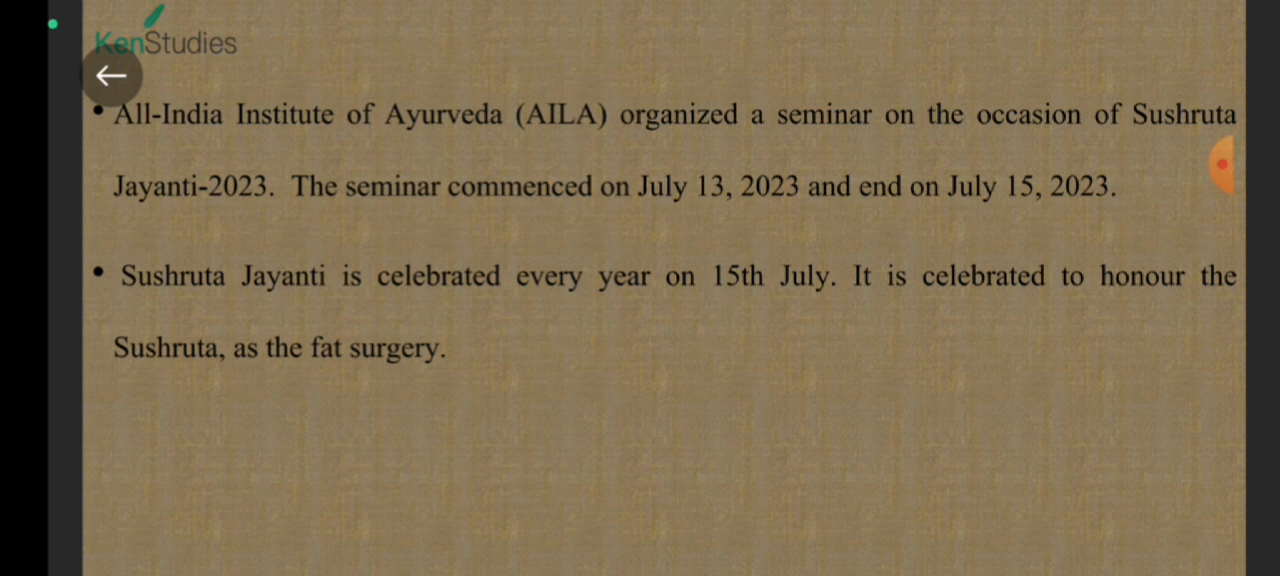 KenStudies
• All-India Institute of Ayurveda (AILA) organized a seminar on the occasion of Sushruta
Jayanti-2023. The seminar commenced on July 13, 2023 and end on July 15, 2023.
• Sushruta Jayanti is celebrated every year on 15th July. It is celebrated to honour the
Sushruta, as the fat surgery.